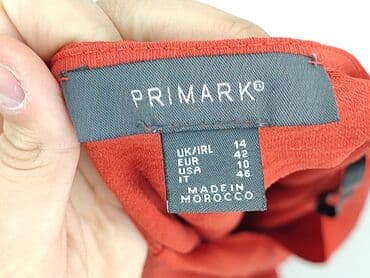 PRIMARK®
UK/IRL 14
EUR 42
USA 10
IT 46
MADE IN
MOROCCO